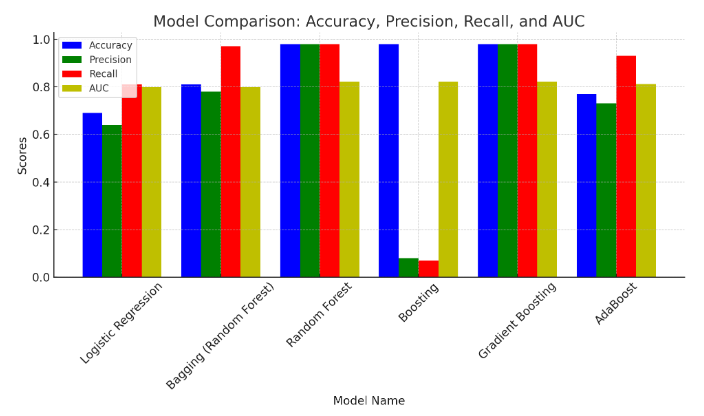 Model Comparison: Accuracy, Precision, Recall, and AUC
Accuracy
Precision
Recall
AUC
Scores
1.0
0.8
0.6
0.4
0.2
0.0
Logistic Regression
Bagging (Random Forest)
Random Forest
Boosting
Gradient Boosting
AdaBoost
Model Name